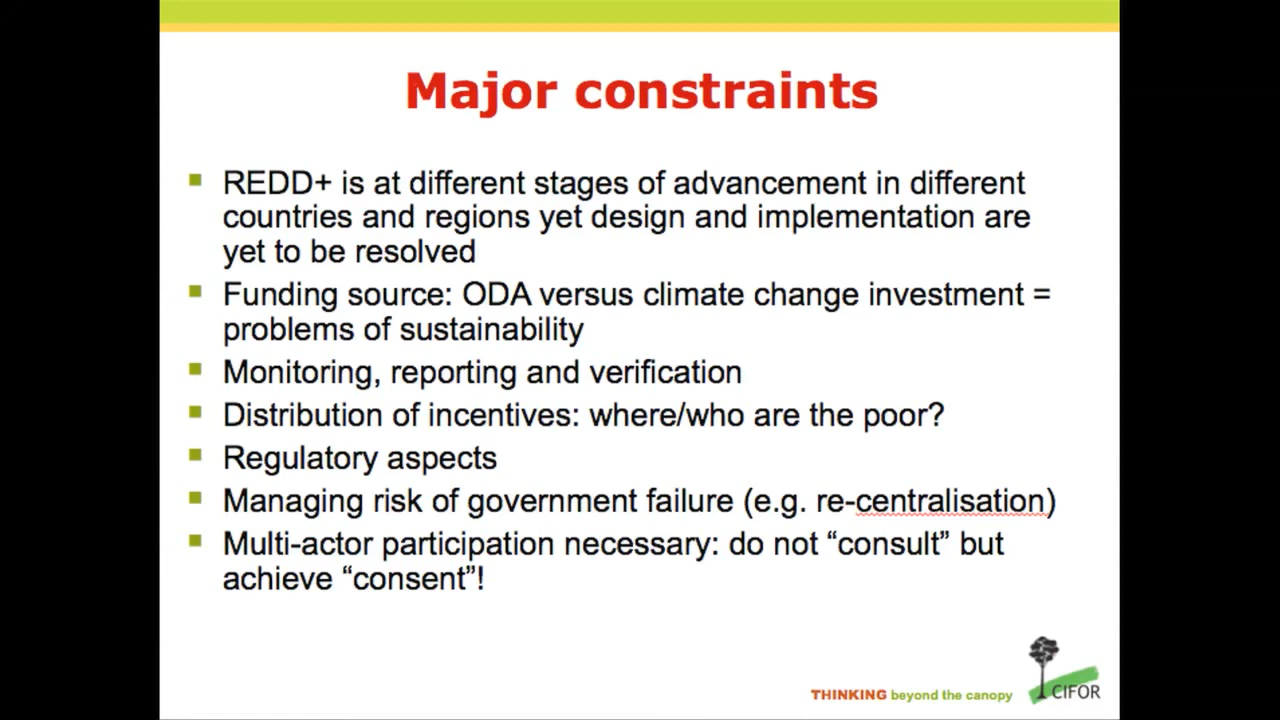 Major constraints
REDD+ is at different stages of advancement in different
countries and regions yet design and implementation are
yet to be resolved
Funding source: ODA versus climate change investment =
problems of sustainability
Monitoring, reporting and verification
Distribution of incentives: where/who are the poor?
Regulatory aspects
Managing risk of government failure (e.g. re-centralisation)
Multi-actor participation necessary: do not “consult” but
achieve “consent”!
THINKING beyond the canopy
CIFOR